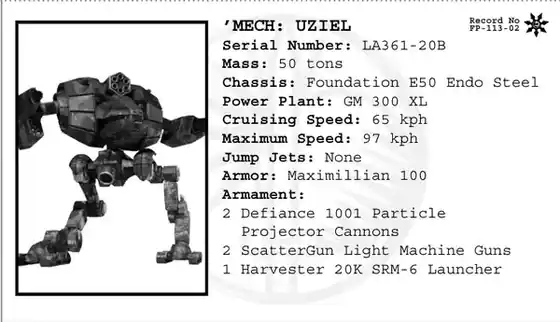 'MECH: UZIEL
Record No
FP-113-02
Serial Number: LA361-20B
Mass: 50 tons
Chassis: Foundation E50 Endo Steel
Power Plant: GM 300 XL
Cruising Speed: 65 kph
Maximum Speed: 97 kph
Jump Jets: None
Armor: Maximillian 100
Armament:
2 Defiance 1001 Particle
Projector Cannons
2 ScatterGun Light Machine Guns
1 Harvester 20K SRM-6 Launcher